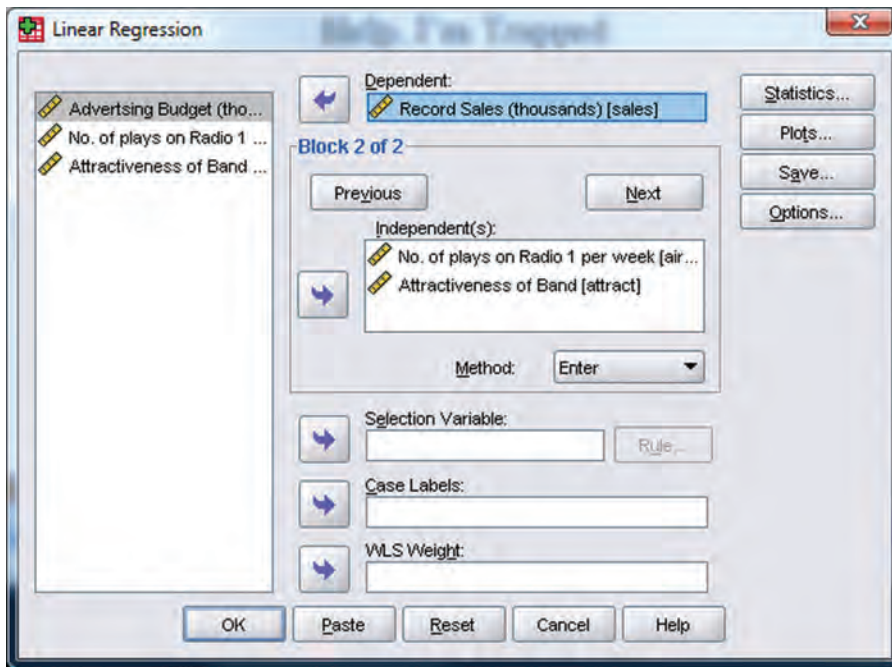 Linear Regression
Help, I'm Trapped
Advertsing Budget (tho...
No. of plays on Radio 1 ...
Attractiveness of Band ...
Dependent:
Record Sales (thousands) [sales]
Block 2 of 2
Previous
Next
Independent(s):
No. of plays on Radio 1 per week [air...
Attractiveness of Band [attract]
Method:
Enter
Selection Variable:
Rule...
Case Labels:
WLS Weight:
Statistics...
Plots...
Save...
Options...
OK
Paste
Reset
Cancel
Help